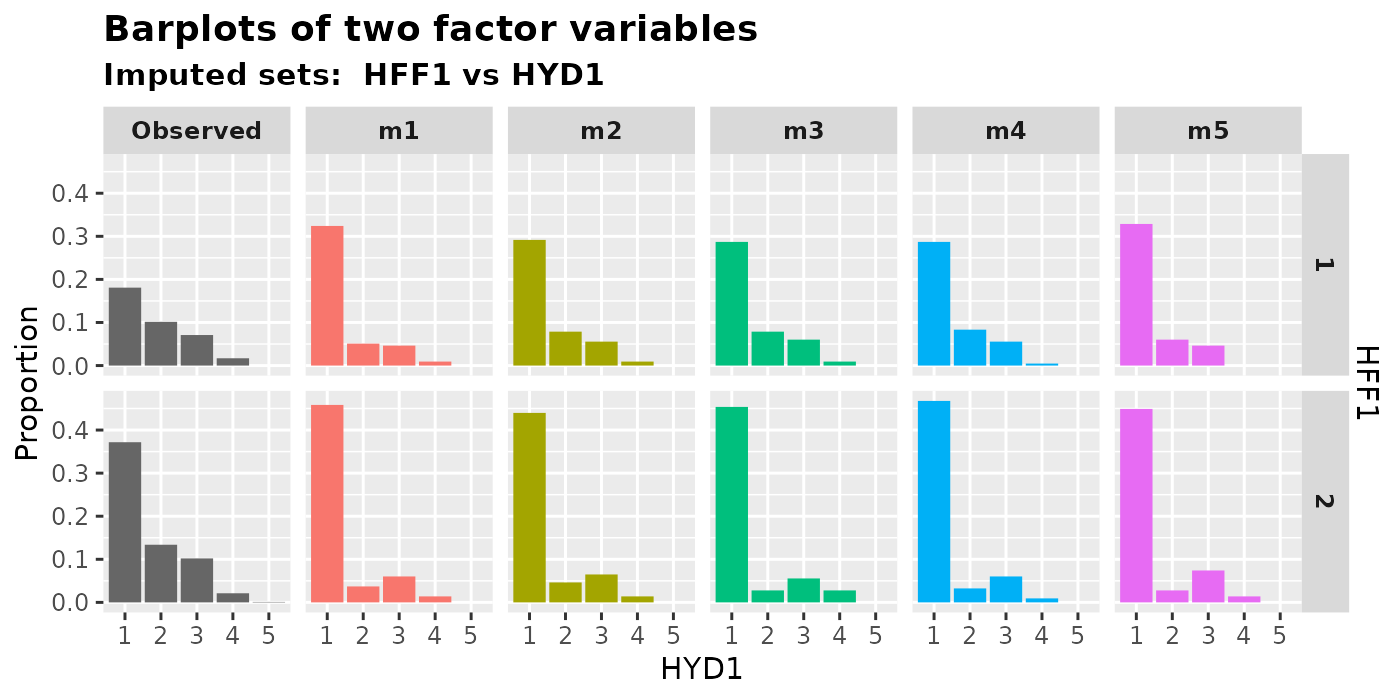 Barplots of two factor variables
Imputed sets:  HFF1 vs HYD1
Observed m1 m2 m3 m4 m5
0.4
0.3
0.2
0.1
0.0
1
0.4
0.3
0.2
0.1
0.0
2
Proportion
HFF1
1 2 3 4 5 1 2 3 4 5 1 2 3 4 5 1 2 3 4 5 1 2 3 4 5 1 2 3 4 5
HYD1